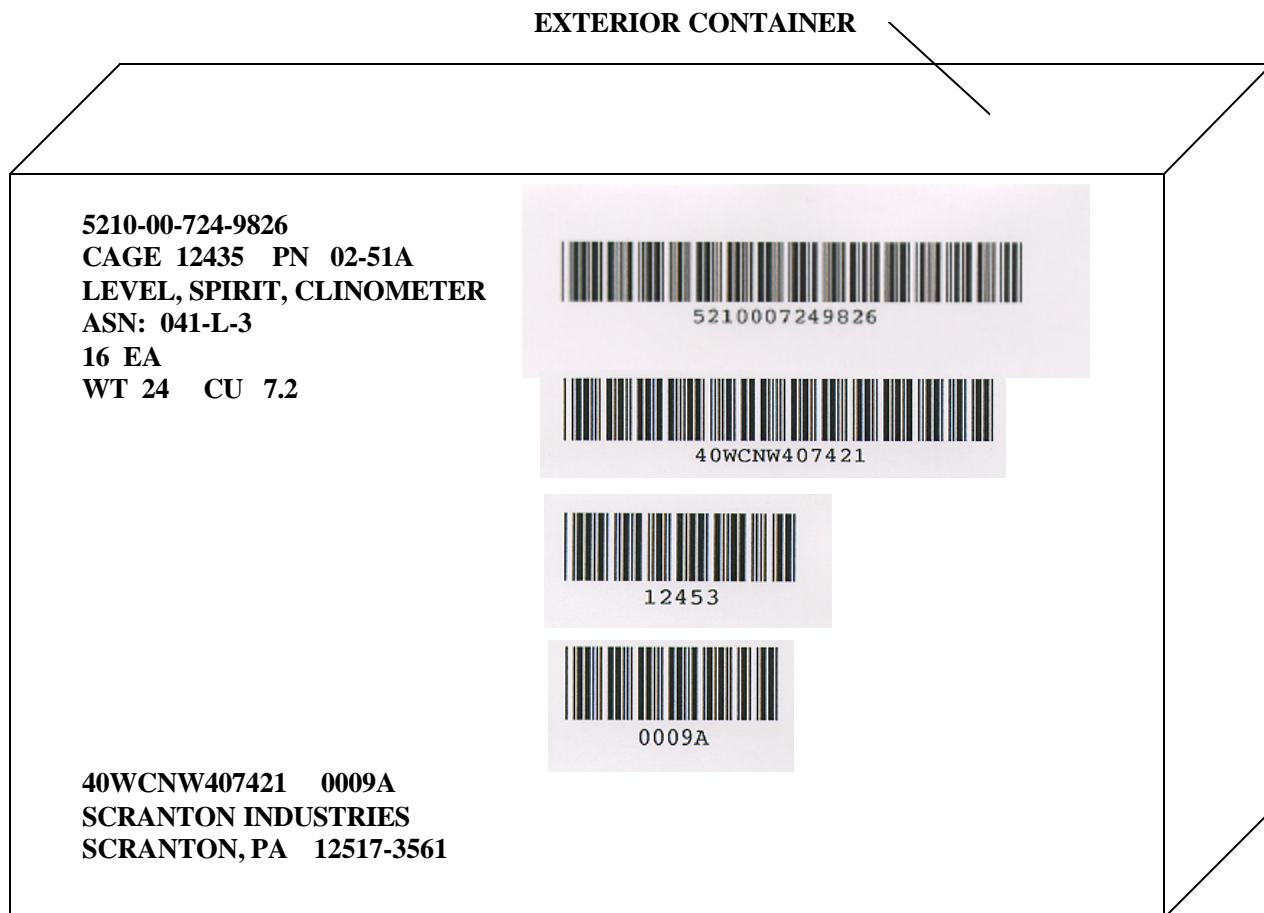 EXTERIOR CONTAINER
5210-00-724-9826
CAGE 12435 PN 02-51A
LEVEL, SPIRIT, CLINOMETER
ASN: 041-L-3
16 EA
WT 24 CU 7.2
5210007249826
40WCNW407421
12453
0009A
40WCNW407421 0009A
SCRANTON INDUSTRIES
SCRANTON, PA 12517-3561